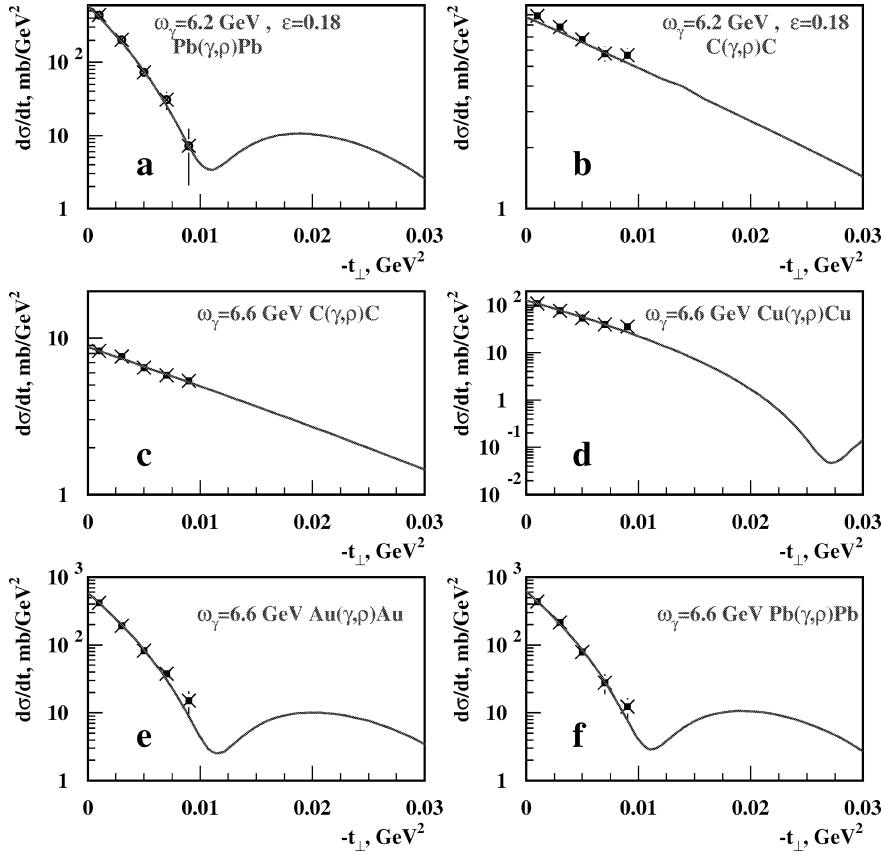 dσ/dt, mb/GeV²
10²
10
1
ω_γ=6.2 GeV , ε=0.18
Pb(γ,ρ)Pb
a
0 0.01 0.02 0.03
-t_⊥, GeV²
dσ/dt, mb/GeV²
1
ω_γ=6.2 GeV , ε=0.18
C(γ,ρ)C
b
0 0.01 0.02 0.03
-t_⊥, GeV²
dσ/dt, mb/GeV²
10
1
ω_γ=6.6 GeV C(γ,ρ)C
c
0 0.01 0.02 0.03
-t_⊥, GeV²
dσ/dt, mb/GeV²
10²
10
1
10⁻¹
10⁻²
ω_γ=6.6 GeV Cu(γ,ρ)Cu
d
0 0.01 0.02 0.03
-t_⊥, GeV²
dσ/dt, mb/GeV²
10³
10²
10
1
ω_γ=6.6 GeV Au(γ,ρ)Au
e
0 0.01 0.02 0.03
-t_⊥, GeV²
dσ/dt, mb/GeV²
10³
10²
10
1
ω_γ=6.6 GeV Pb(γ,ρ)Pb
f
0 0.01 0.02 0.03
-t_⊥, GeV²